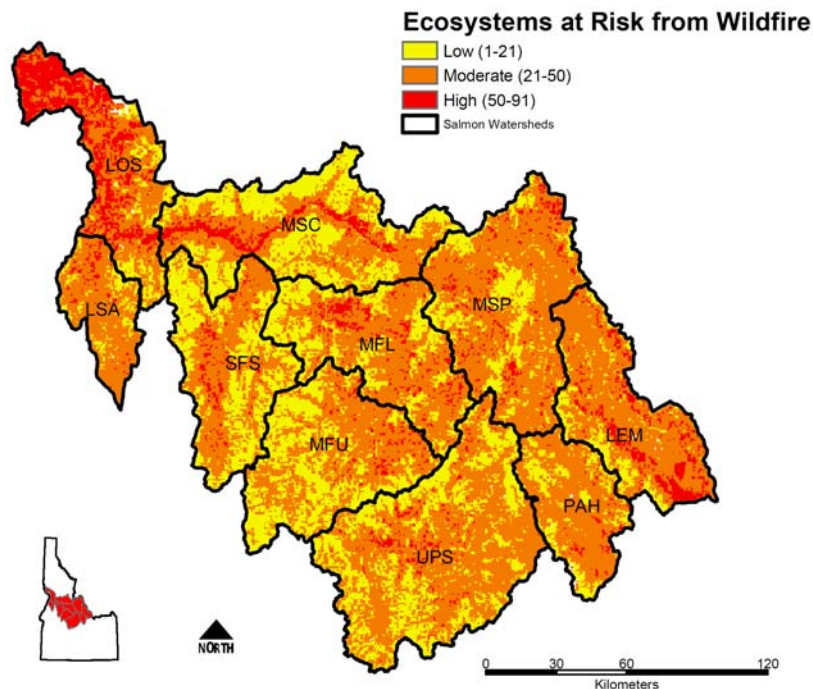 Ecosystems at Risk from Wildfire
Low (1-21)
Moderate (21-50)
High (50-91)
Salmon Watersheds
LOS
MSC
LSA
MSP
SFS
MFL
MFU
LEM
PAH
UPS
NORTH
0 30 60 120
Kilometers